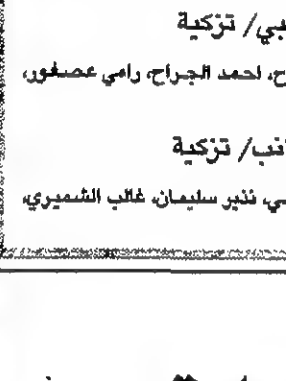 بي/ تزكية
ح، احمد الجراح، رامي عصفور،
نب/ تزكية
ي، نذير سليمان، غالب الشميري،